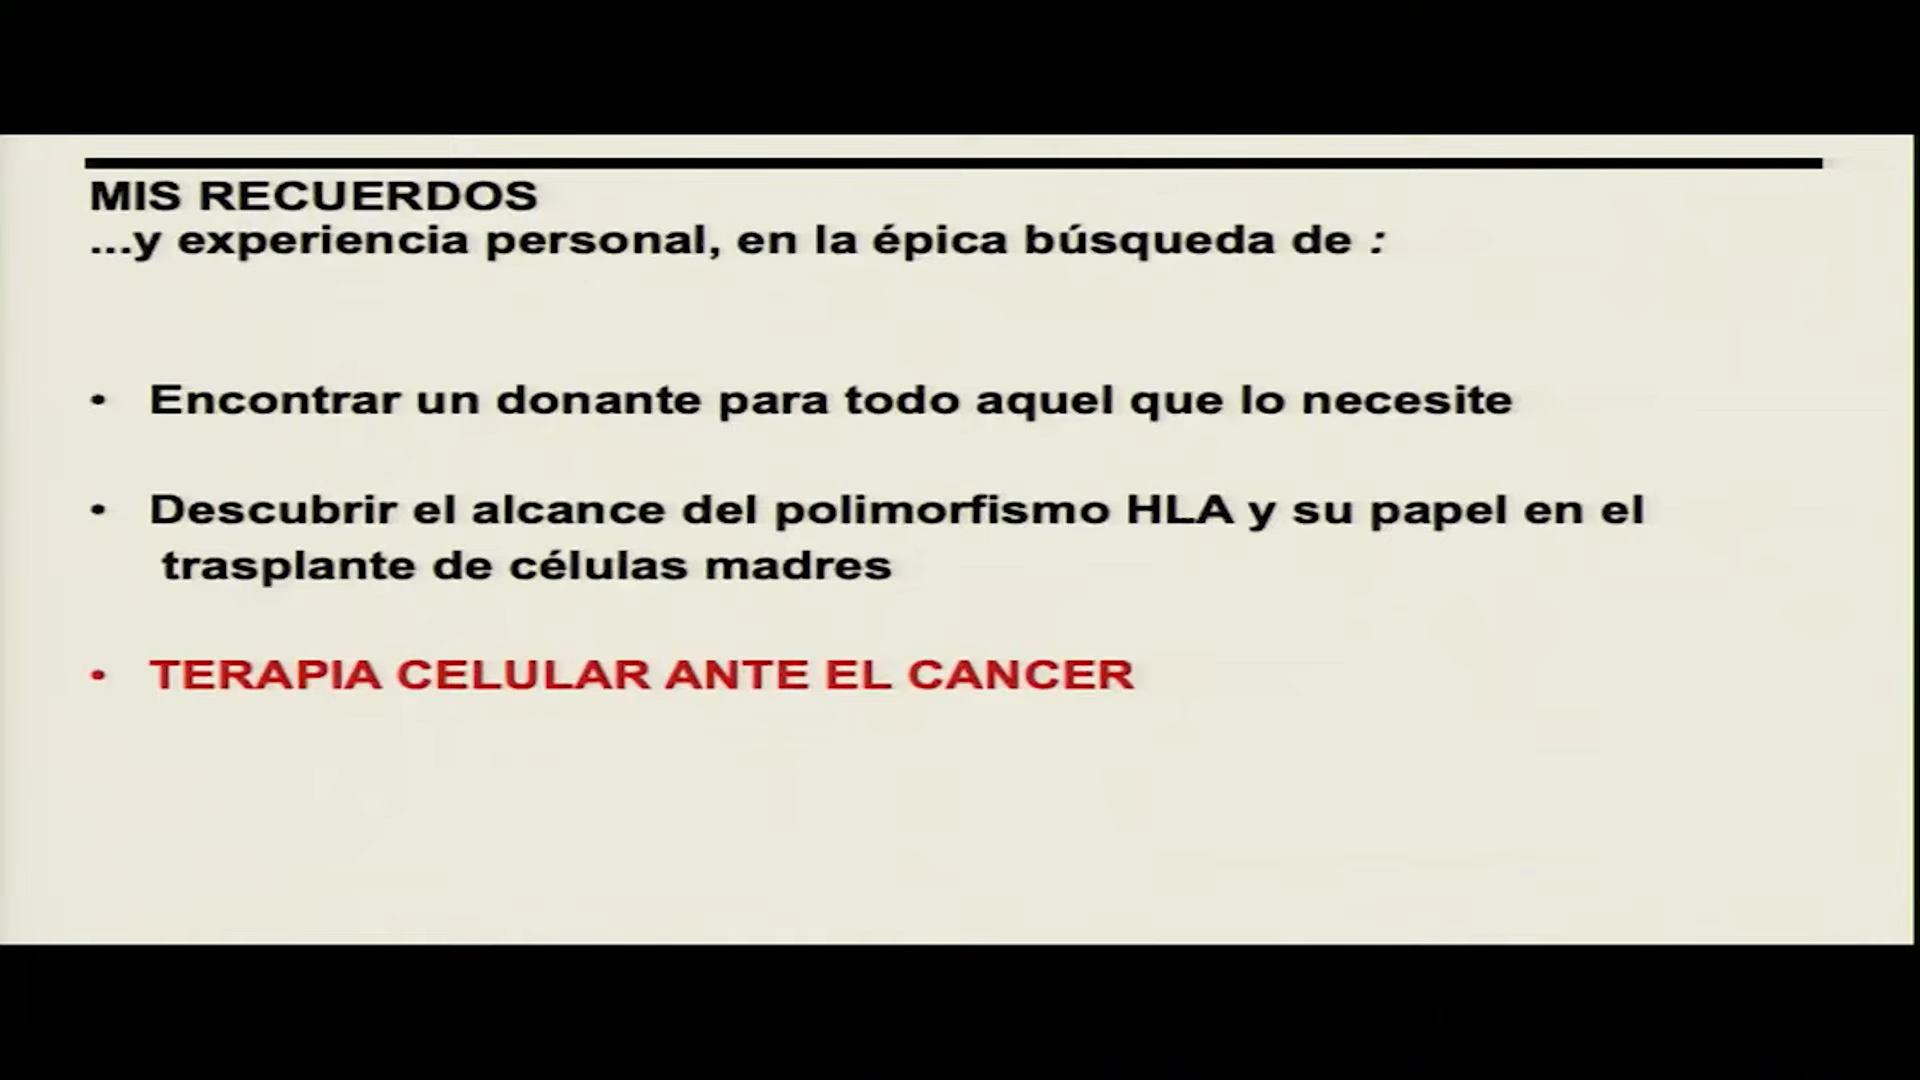 MIS RECUERDOS
...y experiencia personal, en la épica búsqueda de :
• Encontrar un donante para todo aquel que lo necesite
• Descubrir el alcance del polimorfismo HLA y su papel en el
trasplante de células madres
• TERAPIA CELULAR ANTE EL CANCER